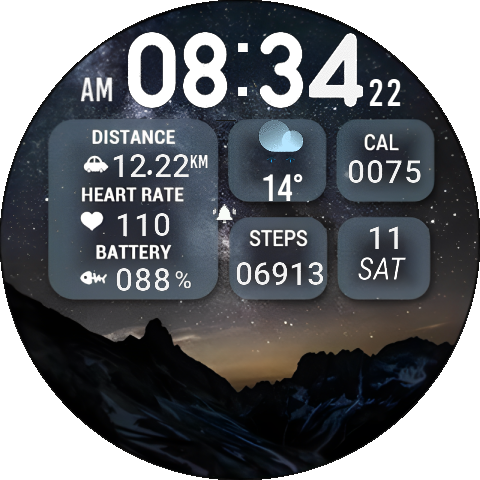 AM 08:34 22
DISTANCE
12.22KM
HEART RATE
110
BATTERY
088%
14°
CAL
0075
STEPS
06913
11
SAT